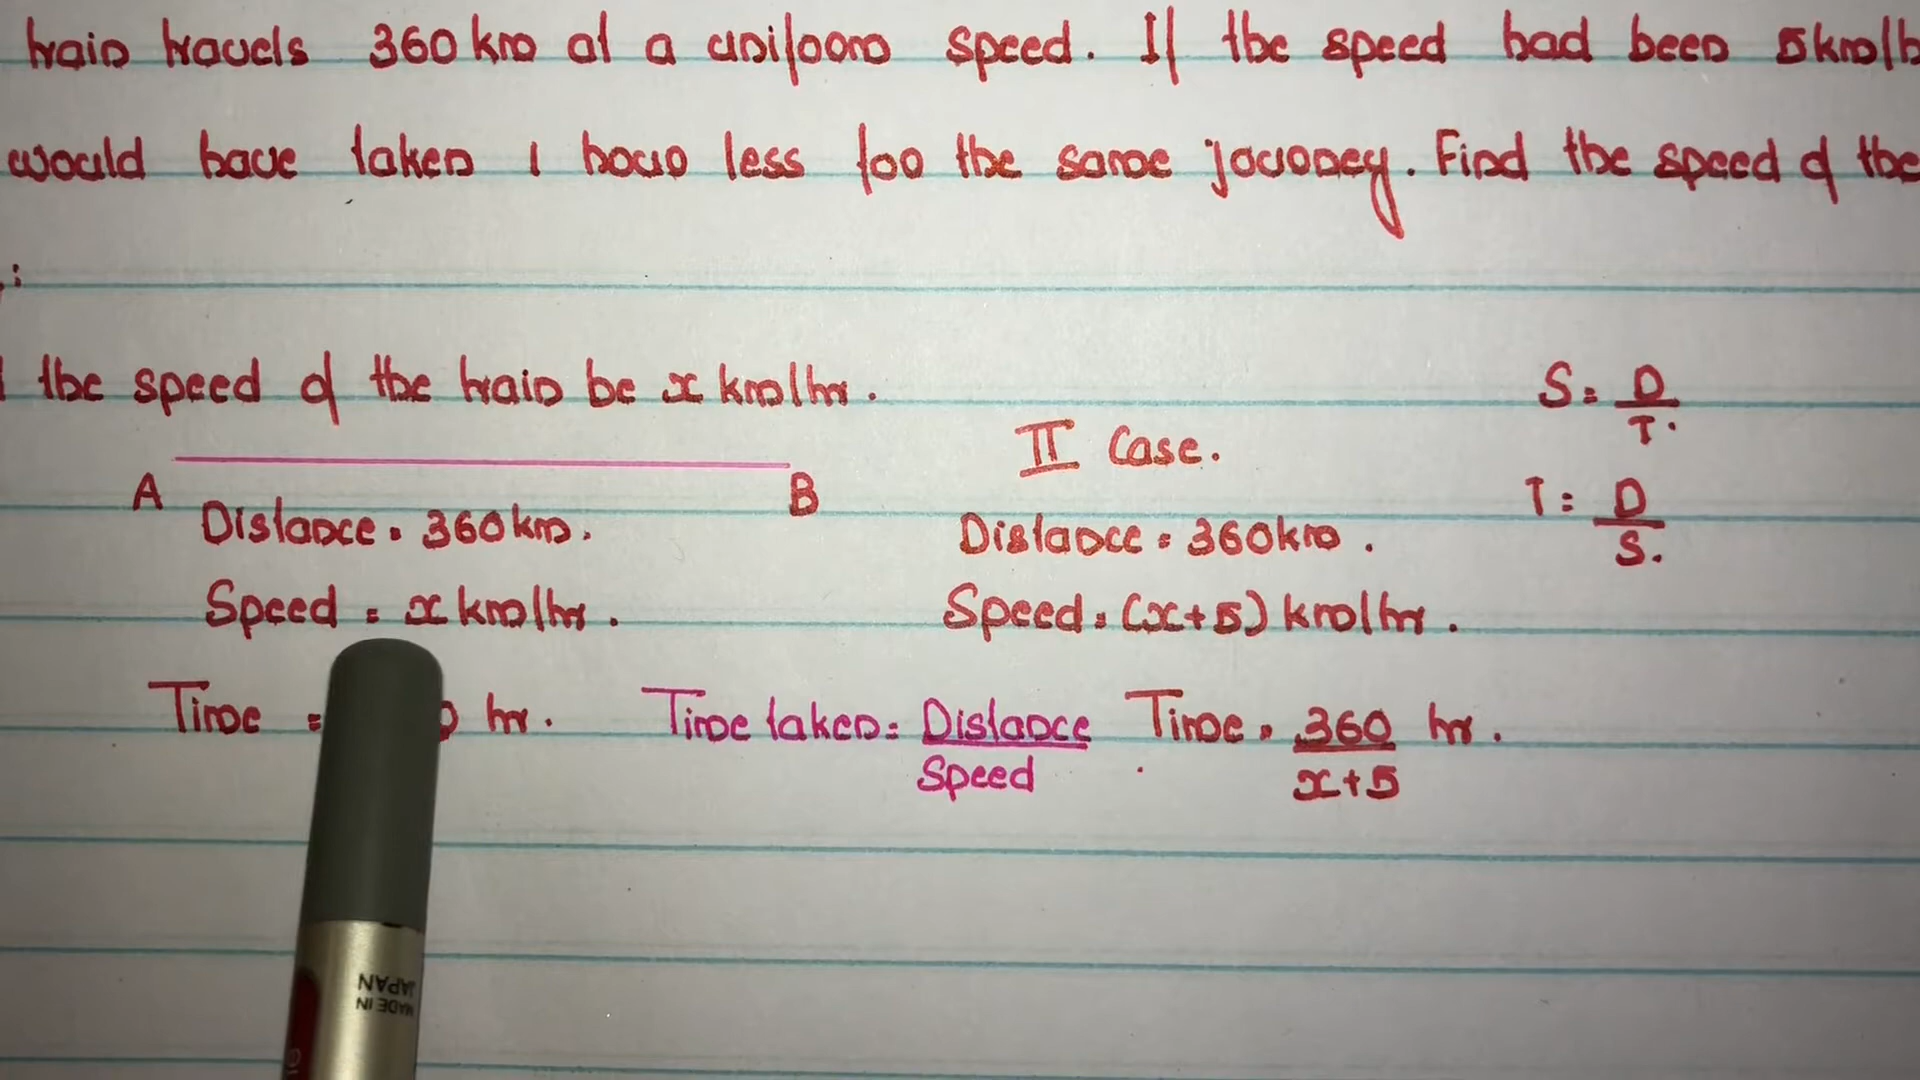 train travels 360 km at a uniform speed. If the speed had been 5 km/h
would have taken 1 hour less for the same journey. Find the speed of the
the speed of the train be x km/hr.
S = D/T.
II Case.
A B
T = D/S.
Distance = 360 km.
Distance = 360 km.
Speed = x km/hr.
Speed = (x+5) km/hr.
Time = hr.
Time taken = Distance/Speed
Time = 360/x+5 hr.
MADE IN
JAPAN